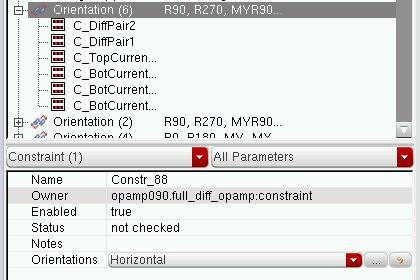 Orientation (6) R90, R270, MYR90...
C_DiffPair2
C_DiffPair1
C_TopCurren...
C_BotCurrent...
C_BotCurrent...
C_BotCurrent...
Orientation (2) R90, R270, MYR90...
Orientation (4) R0, R180, MY, MX...
Constraint (1) All Parameters
Name Constr_88
Owner opamp090.full_diff_opamp:constraint
Enabled true
Status not checked
Notes
Orientations Horizontal ...